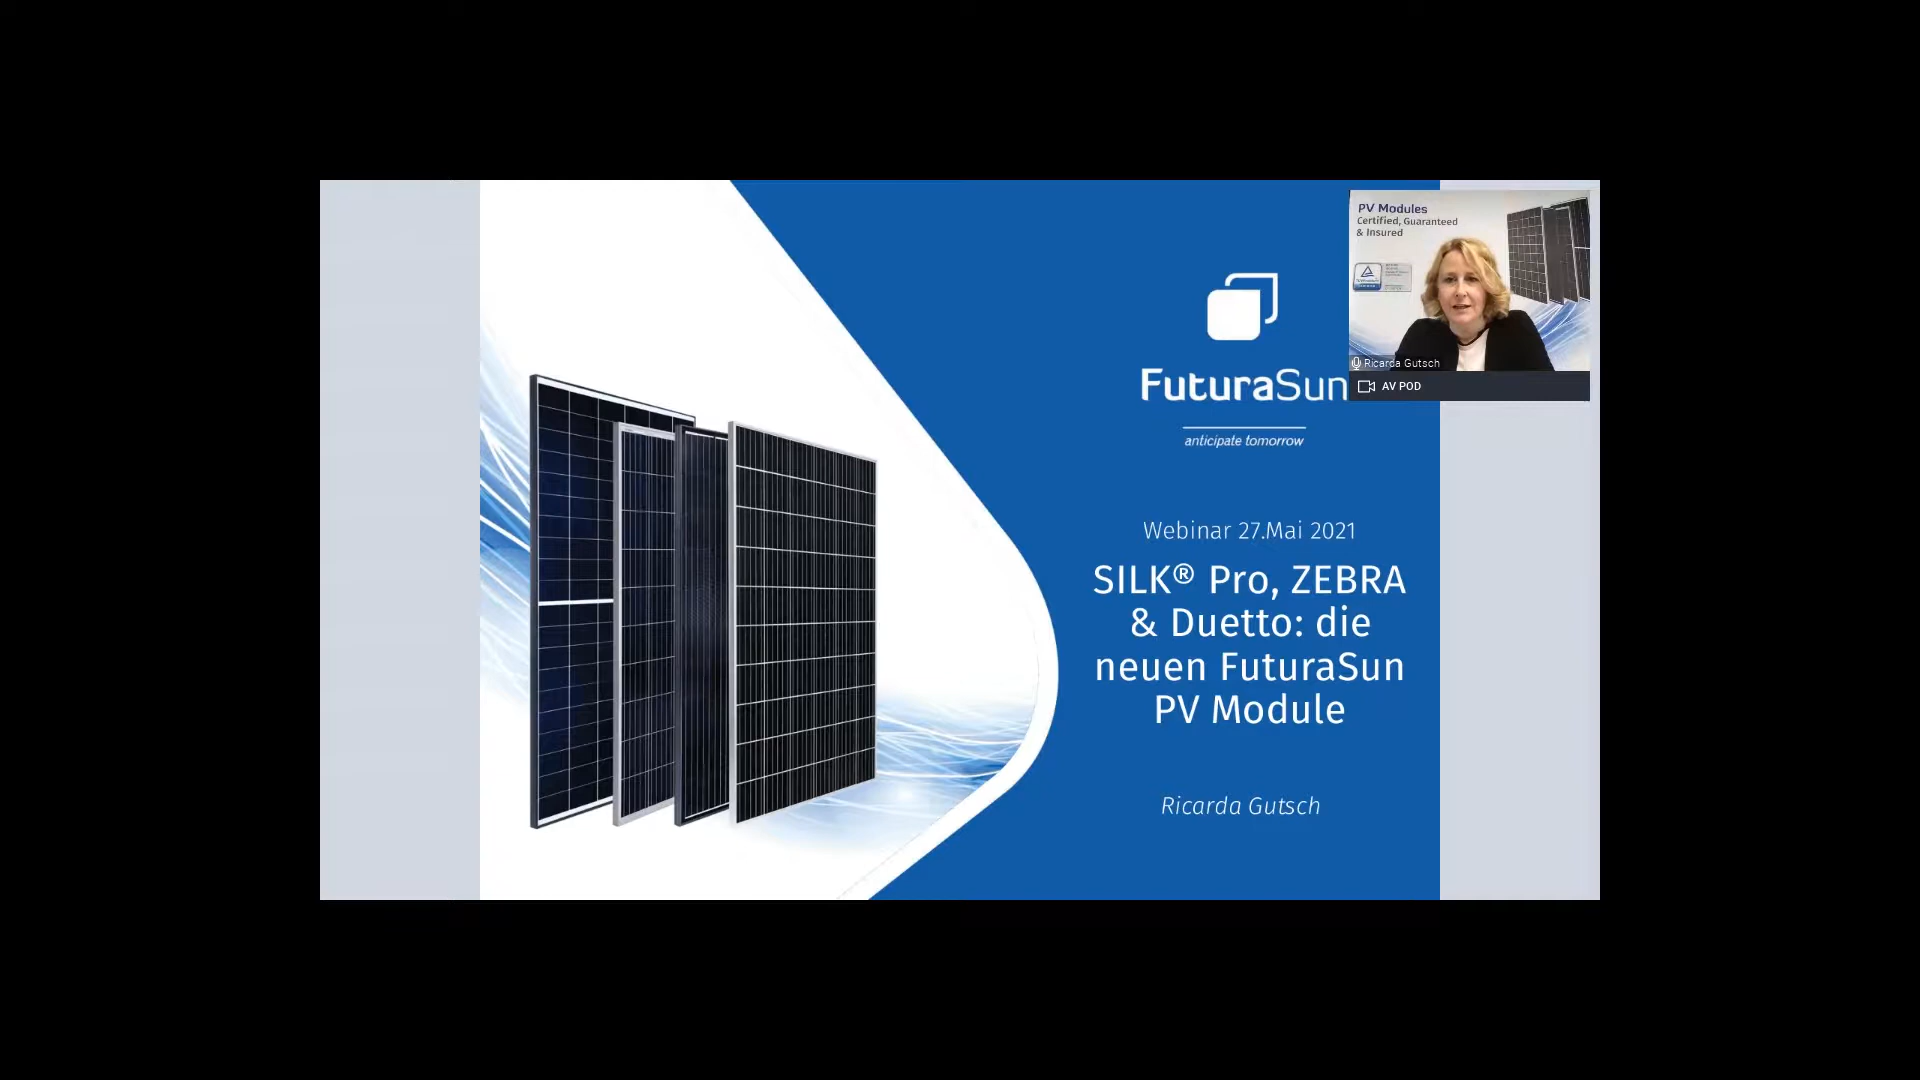 FuturaSun
anticipate tomorrow
Webinar 27.Mai 2021
SILK® Pro, ZEBRA
& Duetto: die
neuen FuturaSun
PV Module
Ricarda Gutsch
PV Modules
Certified, Guaranteed
& Insured
Ricarda Gutsch
AV POD